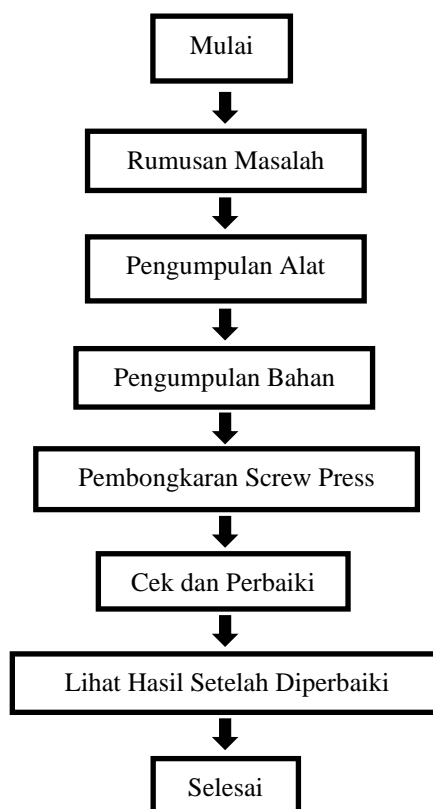 Mulai
Rumusan Masalah
Pengumpulan Alat
Pengumpulan Bahan
Pembongkaran Screw Press
Cek dan Perbaiki
Lihat Hasil Setelah Diperbaiki
Selesai